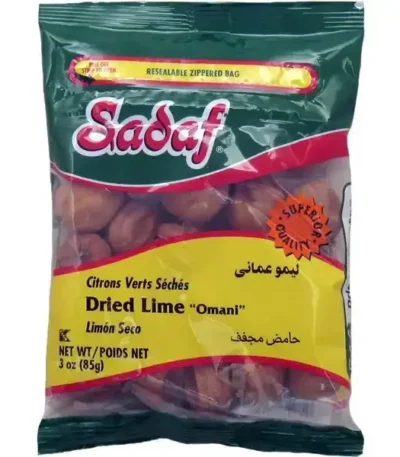 RESEALABLE ZIPPERED BAG
Sadaf®
SUPERIOR QUALITY
Citrons Verts Séchés
لیمو عمانی
Dried Lime "Omani"
Limón Seco
حامض مجفف
K
NET WT/POIDS NET
3 oz (85g)